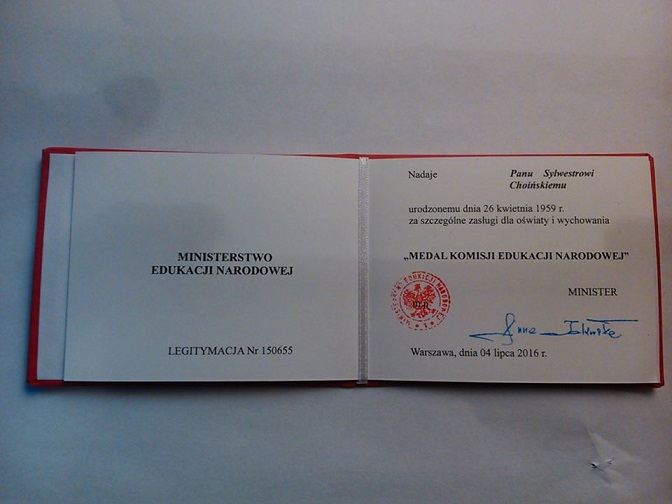 MINISTERSTWO
EDUKACJI NARODOWEJ
LEGITYMACJA Nr 150655
Nadaje Panu Sylwestrowi
Choińskiemu
urodzonemu dnia 26 kwietnia 1959 r.
za szczególne zasługi dla oświaty i wychowania
„MEDAL KOMISJI EDUKACJI NARODOWEJ”
MINISTER
Warszawa, dnia 04 lipca 2016 r.